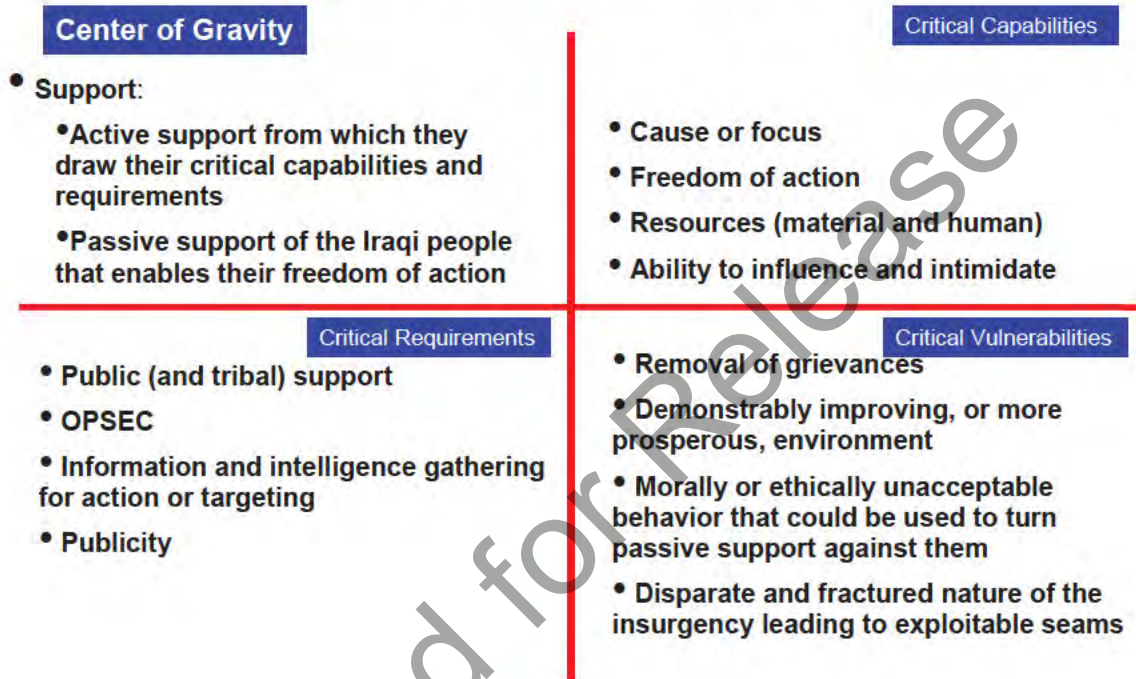 Center of Gravity
• Support:
•Active support from which they
draw their critical capabilities and
requirements
•Passive support of the Iraqi people
that enables their freedom of action
Critical Capabilities
• Cause or focus
• Freedom of action
• Resources (material and human)
• Ability to influence and intimidate
Critical Requirements
• Public (and tribal) support
• OPSEC
• Information and intelligence gathering
for action or targeting
• Publicity
Critical Vulnerabilities
• Removal of grievances
• Demonstrably improving, or more
prosperous, environment
• Morally or ethically unacceptable
behavior that could be used to turn
passive support against them
• Disparate and fractured nature of the
insurgency leading to exploitable seams
for Release